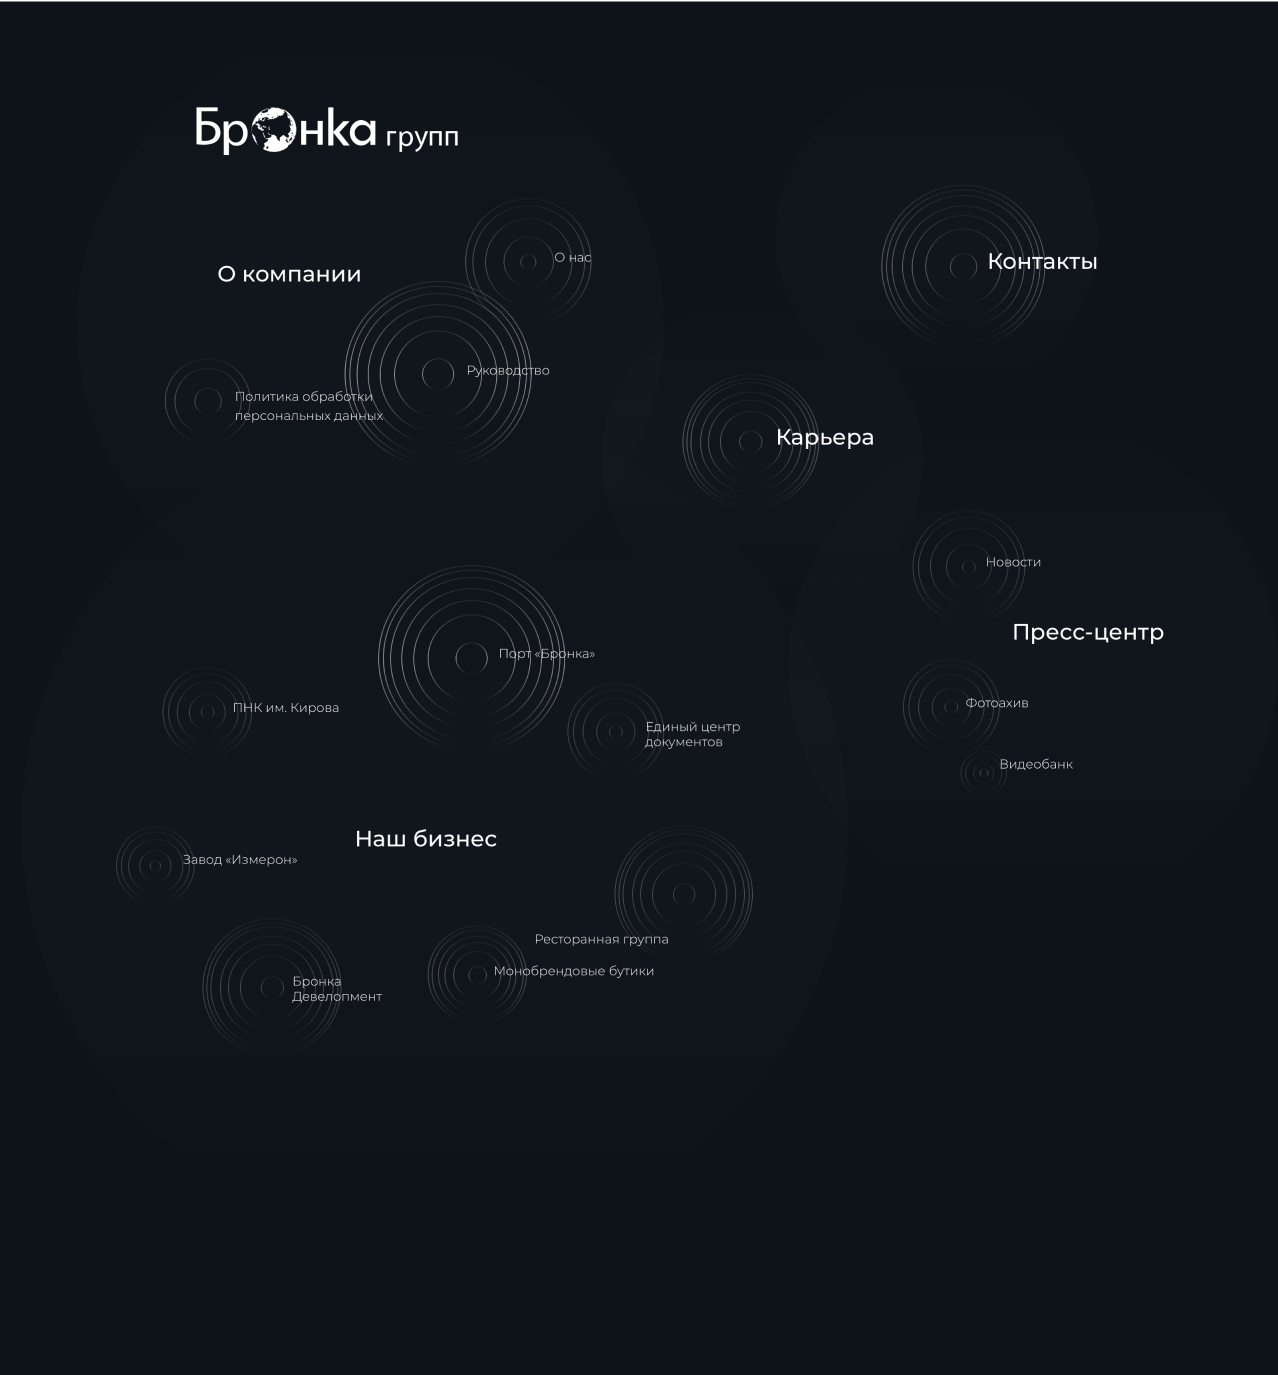 Бронка групп
О компании
О нас
Руководство
Политика обработки
персональных данных
Контакты
Карьера
Новости
Пресс-центр
Фотоахив
Видеобанк
Порт «Бронка»
ПНК им. Кирова
Единый центр
документов
Наш бизнес
Завод «Измерон»
Ресторанная группа
Монобрендовые бутики
Бронка
Девелопмент